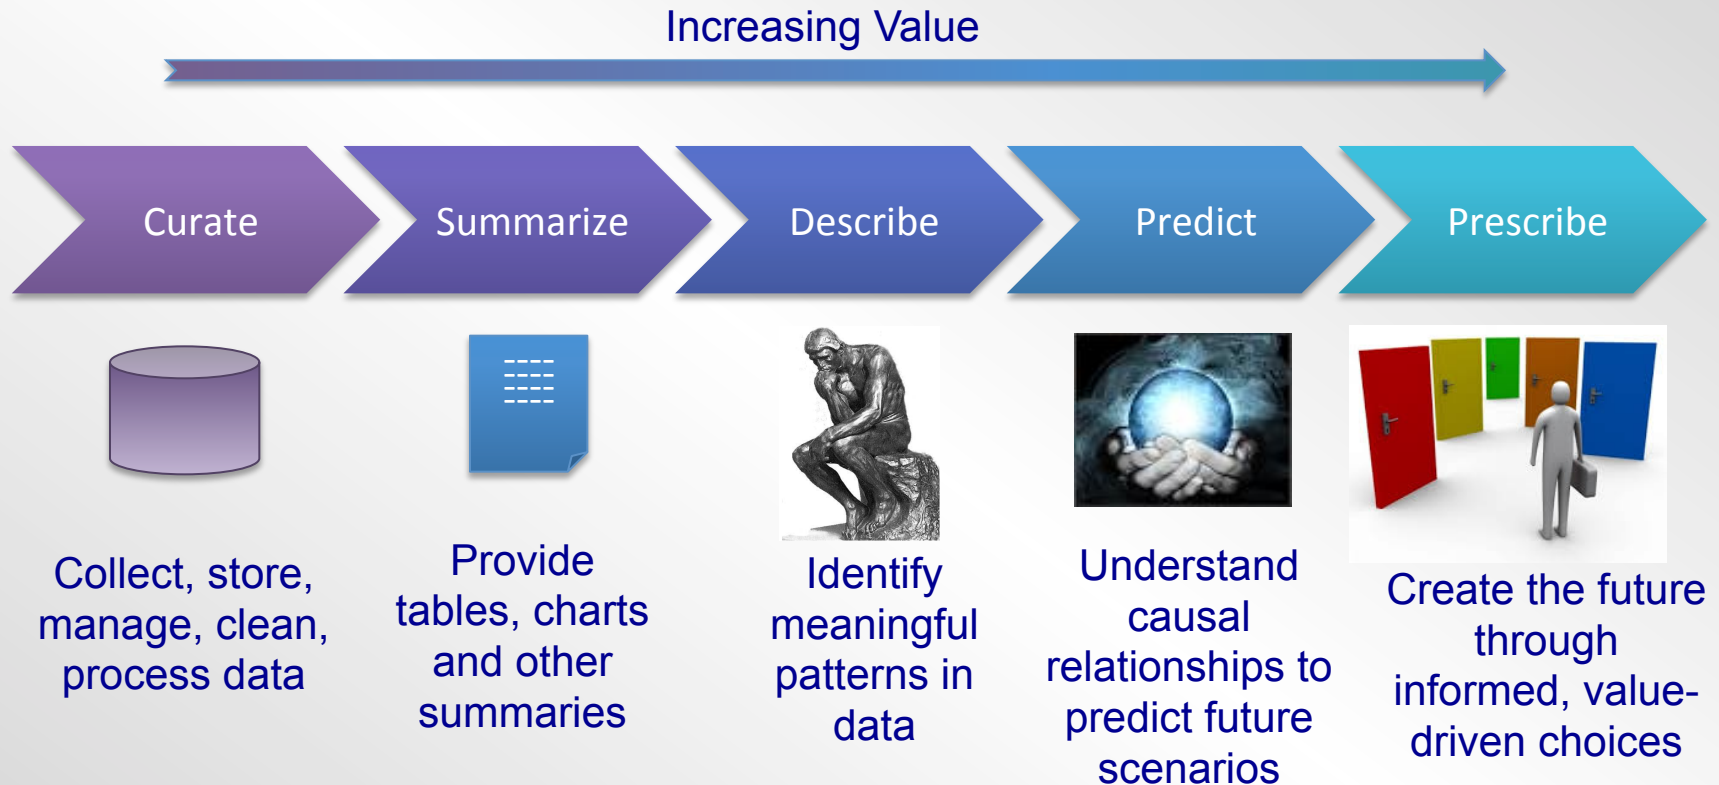 Increasing Value
Curate
Summarize
Describe
Predict
Prescribe
Collect, store,
manage, clean,
process data
Provide
tables, charts
and other
summaries
Identify
meaningful
patterns in
data
Understand
causal
relationships to
predict future
scenarios
Create the future
through
informed, value-
driven choices